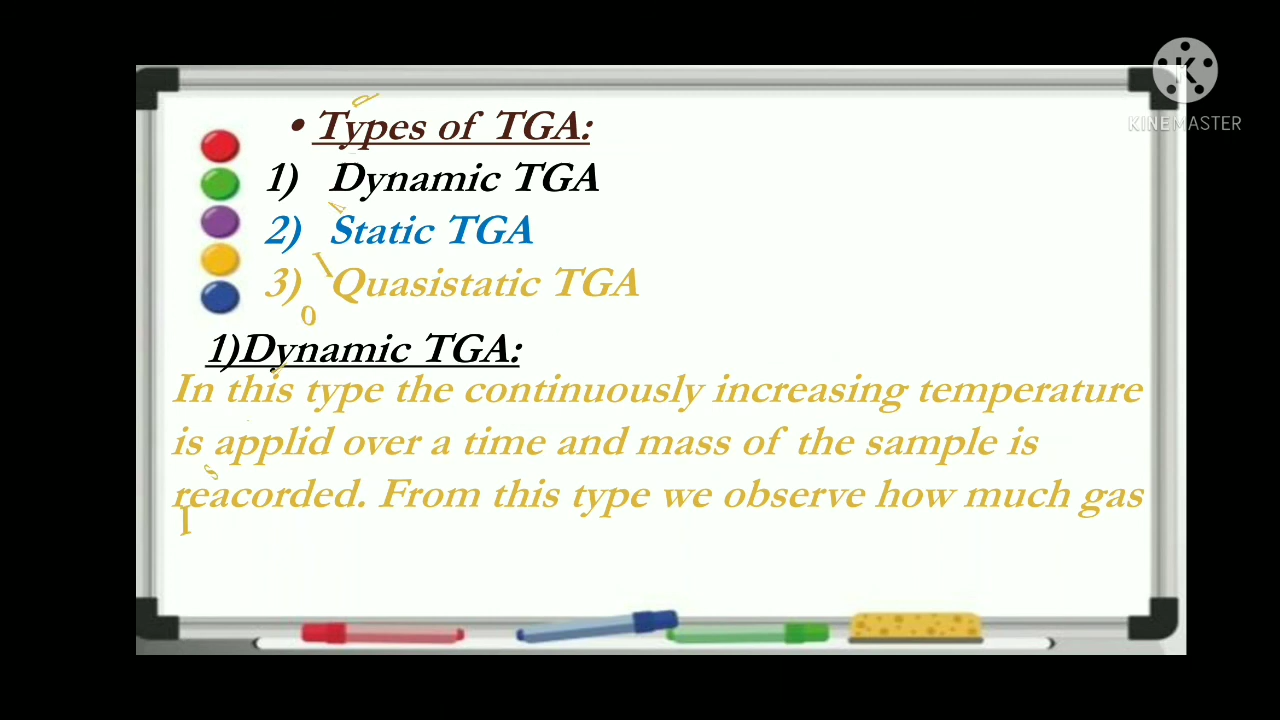 • Types of TGA:
1) Dynamic TGA
2) Static TGA
3) Quasistatic TGA
1)Dynamic TGA:
In this type the continuously increasing temperature
is applid over a time and mass of the sample is
reacorded. From this type we observe how much gas
KINEMASTER